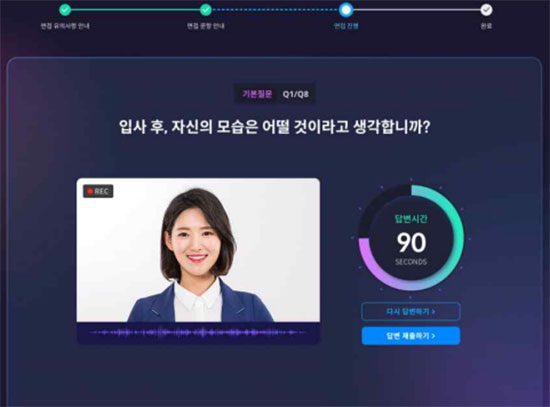 면접 유의사항 안내
면접 문항 안내
면접 진행
완료
기본질문 Q1/Q8
입사 후, 자신의 모습은 어떨 것이라고 생각합니까?
REC
답변시간
90
SECONDS
다시 답변하기 >
답변 제출하기 >